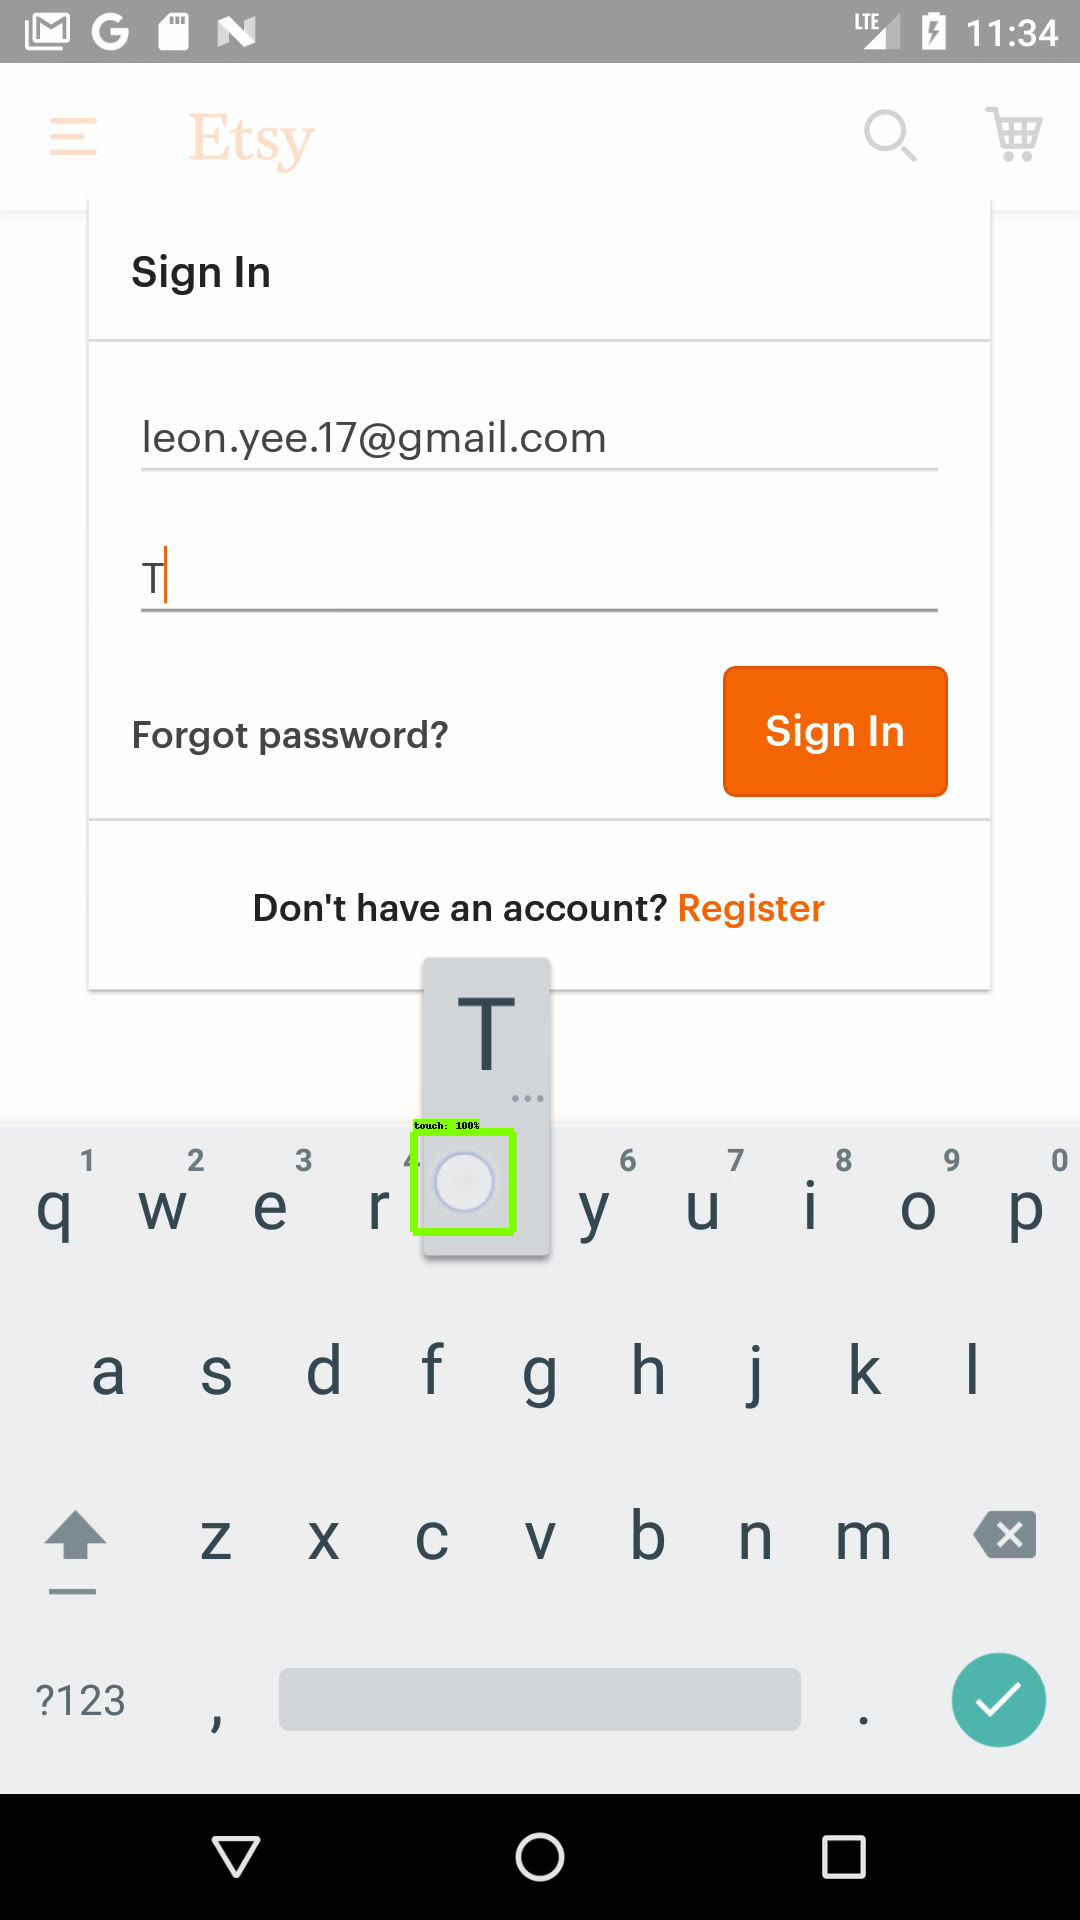 LTE 11:34
Etsy
Sign In
leon.yee.17@gmail.com
T
Forgot password?
Sign In
Don't have an account? Register
T
...
touch: 100%
1 2 3 4 6 7 8 9 0
q w e r y u i o p
a s d f g h j k l
z x c v b n m
?123 , .